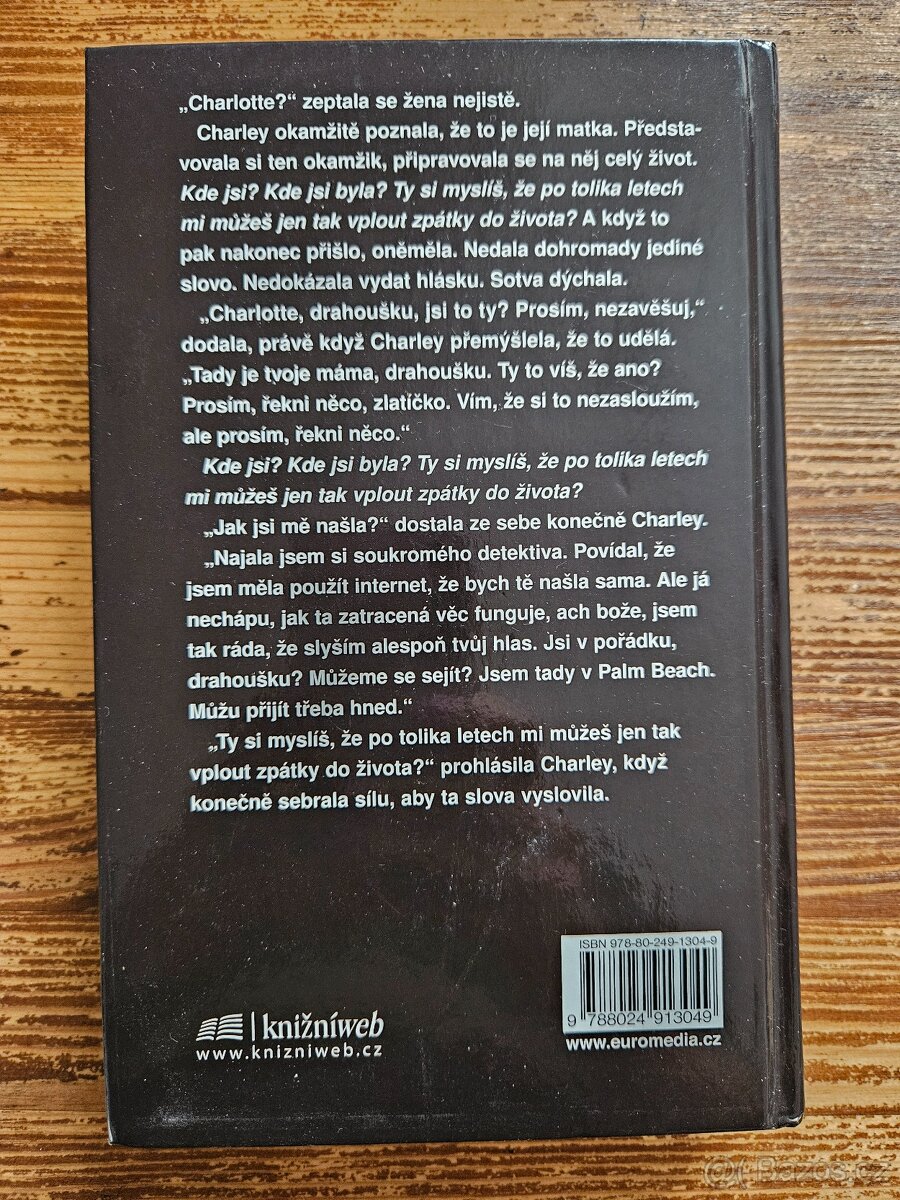 „Charlotte?“ zeptala se žena nejistě.
Charley okamžitě poznala, že to je její matka. Předsta-
vovala si ten okamžik, připravovala se na něj celý život.
Kde jsi? Kde jsi byla? Ty si myslíš, že po tolika letech
mi můžeš jen tak vplout zpátky do života? A když to
pak nakonec přišlo, oněměla. Nedala dohromady jediné
slovo. Nedokázala vydat hlásku. Sotva dýchala.
„Charlotte, drahoušku, jsi to ty? Prosím, nezavěšuj,“
dodala, právě když Charley přemýšlela, že to udělá.
„Tady je tvoje máma, drahoušku. Ty to víš, že ano?
Prosím, řekni něco, zlatíčko. Vím, že si to nezasloužím,
ale prosím, řekni něco.“
Kde jsi? Kde jsi byla? Ty si myslíš, že po tolika letech
mi můžeš jen tak vplout zpátky do života?
„Jak jsi mě našla?“ dostala ze sebe konečně Charley.
„Najala jsem si soukromého detektiva. Povídal, že
jsem měla použít internet, že bych tě našla sama. Ale já
nechápu, jak ta zatracená věc funguje, ach bože, jsem
tak ráda, že slyším alespoň tvůj hlas. Jsi v pořádku,
drahoušku? Můžeme se sejít? Jsem tady v Palm Beach.
Můžu přijít třeba hned.“
„Ty si myslíš, že po tolika letech mi můžeš jen tak
vplout zpátky do života?“ prohlásila Charley, když
konečně sebrala sílu, aby ta slova vyslovila.
ISBN 978-80-249-1304-9
9 788024 913049
www.euromedia.cz
knižníweb
www.knizniweb.cz
Bazos.cz